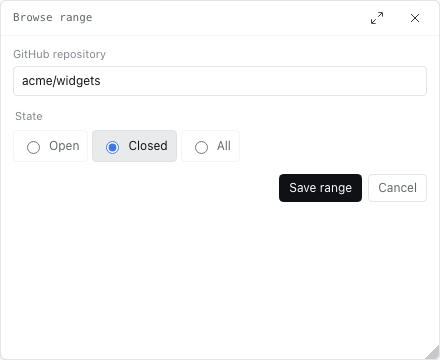 Browse range
GitHub repository
acme/widgets
State
Open Closed All
Save range Cancel